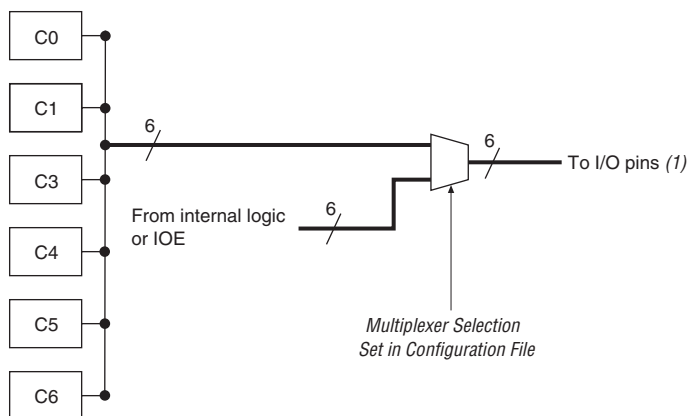 C0
C1
C3
C4
C5
C6
6
6
To I/O pins (1)
From internal logic
or IOE
6
Multiplexer Selection
Set in Configuration File